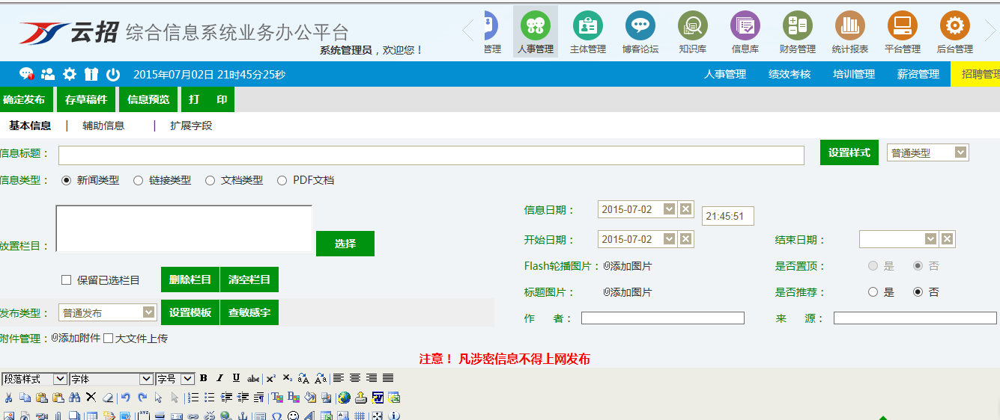 云招 综合信息系统业务办公平台
系统管理员，欢迎您！
管理 人事管理 主体管理 博客论坛 知识库 信息库 财务管理 统计报表 平台管理 后台管理
2015年07月02日 21时45分25秒 人事管理 绩效考核 培训管理 薪资管理 招聘管理
确定发布 存草稿件 信息预览 打 印
基本信息 | 辅助信息 | 扩展字段
信息标题： 设置样式 普通类型
信息类型： 新闻类型 链接类型 文档类型 PDF文档
信息日期： 2015-07-02 21:45:51
放置栏目： 选择 开始日期： 2015-07-02 结束日期：
Flash轮播图片： 添加图片 是否置顶： 是 否
保留已选栏目 删除栏目 清空栏目 标题图片： 添加图片 是否推荐： 是 否
发布类型： 普通发布 设置模板 查敏感字 作 者： 来 源：
附件管理： 添加附件 大文件上传
注意！ 凡涉密信息不得上网发布
段落样式 字体 字号 B I U abc